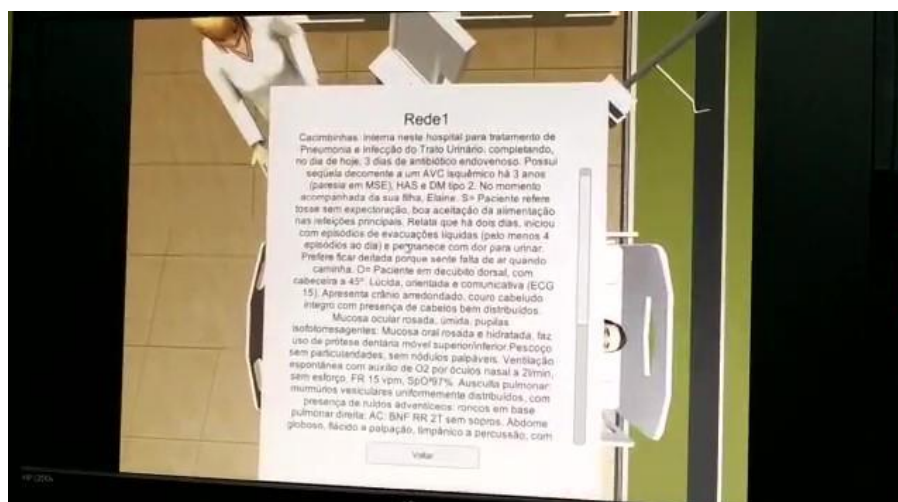 Rede1
Cacimbinhas. Interna neste hospital para tratamento de
Pneumonia e Infecção do Trato Urinário, completando,
no dia de hoje, 3 dias de antibiótico endovenoso. Possui
sequela decorrente a um AVC isquêmico há 3 anos
(paresia em MSE), HAS e DM tipo 2. No momento
acompanhada da sua filha, Elaine. S= Paciente refere
tosse sem expectoração, boa aceitação da alimentação
nas refeições principais. Relata que há dois dias, iniciou
com episódios de evacuações líquidas (pelo menos 4
episódios ao dia) e permanece com dor para urinar.
Prefere ficar deitada porque sente falta de ar quando
caminha. O= Paciente em decúbito dorsal, com
cabeceira a 45º. Lúcida, orientada e comunicativa (ECG
15). Apresenta crânio arredondado, couro cabeludo
íntegro com presença de cabelos bem distribuídos.
Mucosa ocular rosada, úmida, pupilas
isofotorresagentes. Mucosa oral rosada e hidratada, faz
uso de prótese dentária móvel superior/inferior. Pescoço
sem particularidades, sem nódulos palpáveis. Ventilação
espontânea com auxílio de O2 por óculos nasal a 2l/min,
sem esforço, FR 15 vpm, SpO²97%. Ausculta pulmonar:
murmúrios vesiculares uniformemente distribuídos, com
presença de ruídos adventíceos: roncos em base
pulmonar direita; AC: BNF RR 2T sem sopros. Abdome
globoso, flácido a palpação, timpânico a percussão, com
Voltar